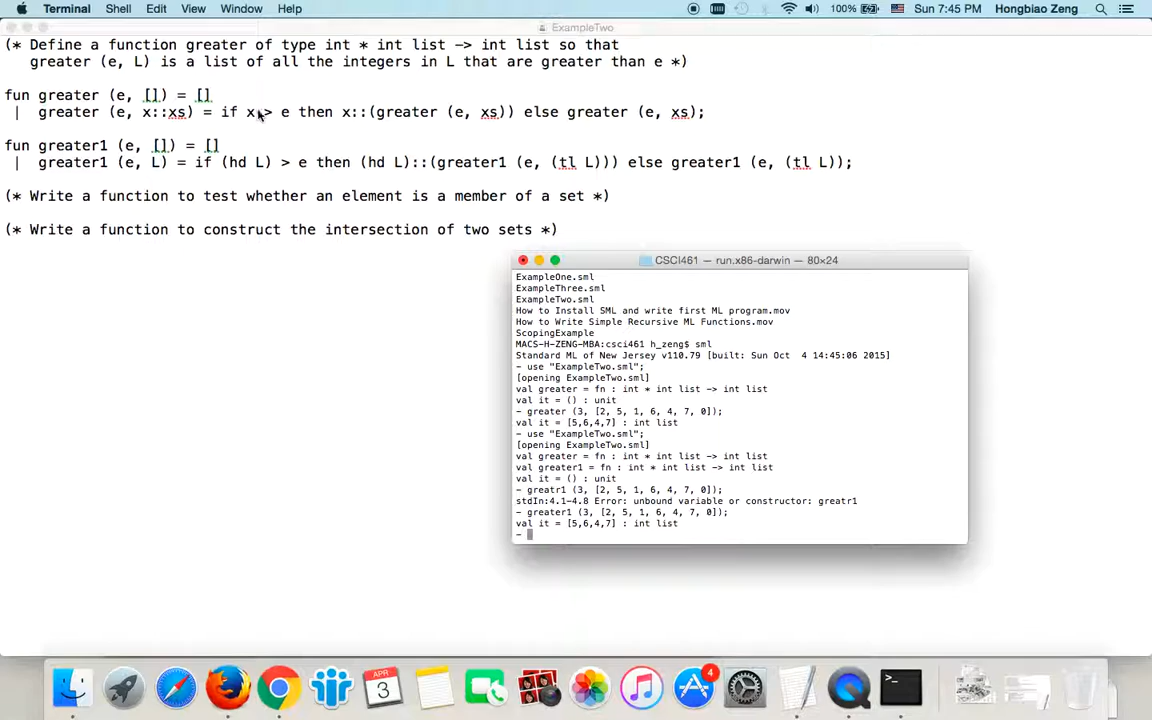 Terminal Shell Edit View Window Help 100% Sun 7:45 PM Hongbiao Zeng
ExampleTwo
(* Define a function greater of type int * int list -> int list so that
greater (e, L) is a list of all the integers in L that are greater than e *)
fun greater (e, []) = []
| greater (e, x::xs) = if x > e then x::(greater (e, xs)) else greater (e, xs);
fun greater1 (e, []) = []
| greater1 (e, L) = if (hd L) > e then (hd L)::(greater1 (e, (tl L))) else greater1 (e, (tl L));
(* Write a function to test whether an element is a member of a set *)
(* Write a function to construct the intersection of two sets *)
CSCI461 — run.x86-darwin — 80×24
ExampleOne.sml
ExampleThree.sml
ExampleTwo.sml
How to Install SML and write first ML program.mov
How to Write Simple Recursive ML Functions.mov
ScopingExample
MACS-H-ZENG-MBA:csci461 h_zeng$ sml
Standard ML of New Jersey v110.79 [built: Sun Oct  4 14:45:06 2015]
- use "ExampleTwo.sml";
[opening ExampleTwo.sml]
val greater = fn : int * int list -> int list
val it = () : unit
- greater (3, [2, 5, 1, 6, 4, 7, 0]);
val it = [5,6,4,7] : int list
- use "ExampleTwo.sml";
[opening ExampleTwo.sml]
val greater = fn : int * int list -> int list
val greater1 = fn : int * int list -> int list
val it = () : unit
- greatr1 (3, [2, 5, 1, 6, 4, 7, 0]);
stdIn:4.1-4.8 Error: unbound variable or constructor: greatr1
- greater1 (3, [2, 5, 1, 6, 4, 7, 0]);
val it = [5,6,4,7] : int list
-
APR
3
4
>_